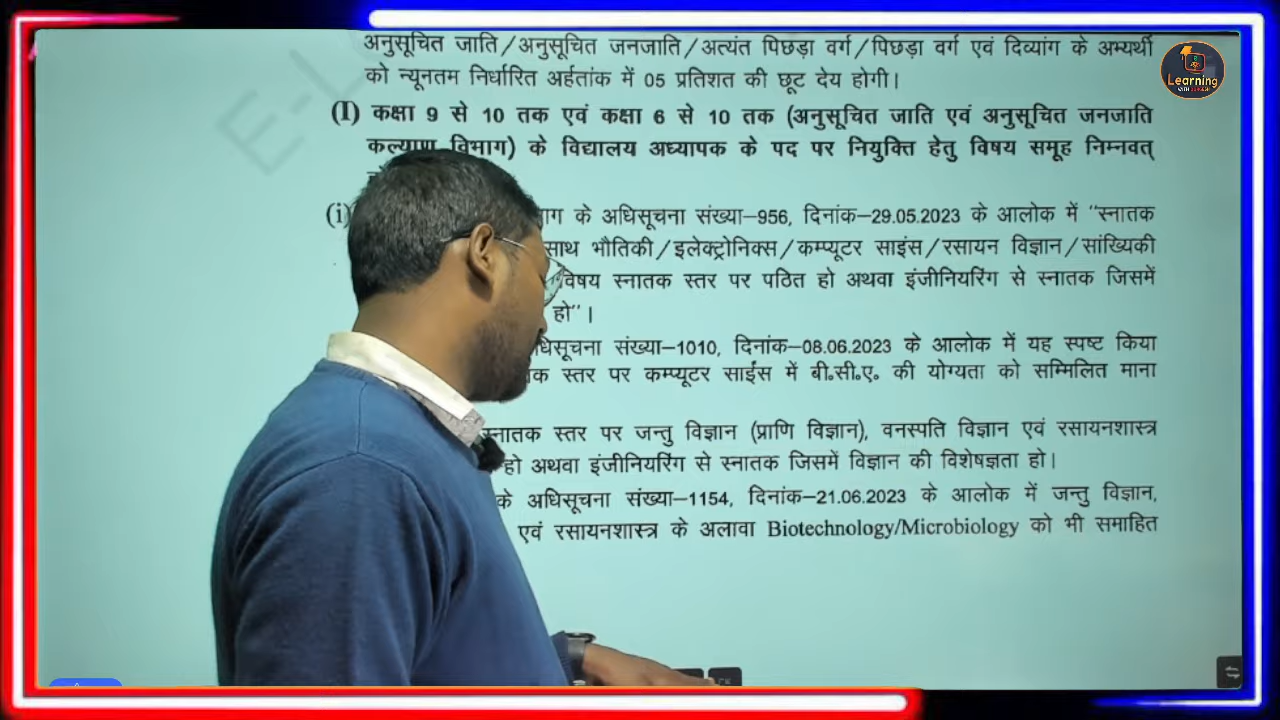 अनुसूचित जाति/अनुसूचित जनजाति/अत्यंत पिछड़ा वर्ग/पिछड़ा वर्ग एवं दिव्यांग के अभ्यर्थी
को न्यूनतम निर्धारित अर्हतांक में 05 प्रतिशत की छूट देय होगी।
Learning
(I) कक्षा 9 से 10 तक एवं कक्षा 6 से 10 तक (अनुसूचित जाति एवं अनुसूचित जनजाति
कल्याण विभाग) के विद्यालय अध्यापक के पद पर नियुक्ति हेतु विषय समूह निम्नवत्
(i) के अधिसूचना संख्या–956, दिनांक–29.05.2023 के आलोक में "स्नातक
साथ भौतिकी/इलेक्ट्रोनिक्स/कम्प्यूटर साइंस/रसायन विज्ञान/सांख्यिकी
विषय स्नातक स्तर पर पठित हो अथवा इंजीनियरिंग से स्नातक जिसमें
हो"।
संख्या–1010, दिनांक–08.06.2023 के आलोक में यह स्पष्ट किया
स्तर पर कम्प्यूटर साईंस में बी०सी०ए० की योग्यता को सम्मिलित माना
स्नातक स्तर पर जन्तु विज्ञान (प्राणि विज्ञान), वनस्पति विज्ञान एवं रसायनशास्त्र
हो अथवा इंजीनियरिंग से स्नातक जिसमें विज्ञान की विशेषज्ञता हो।
के अधिसूचना संख्या–1154, दिनांक–21.06.2023 के आलोक में जन्तु विज्ञान,
एवं रसायनशास्त्र के अलावा Biotechnology/Microbiology को भी समाहित